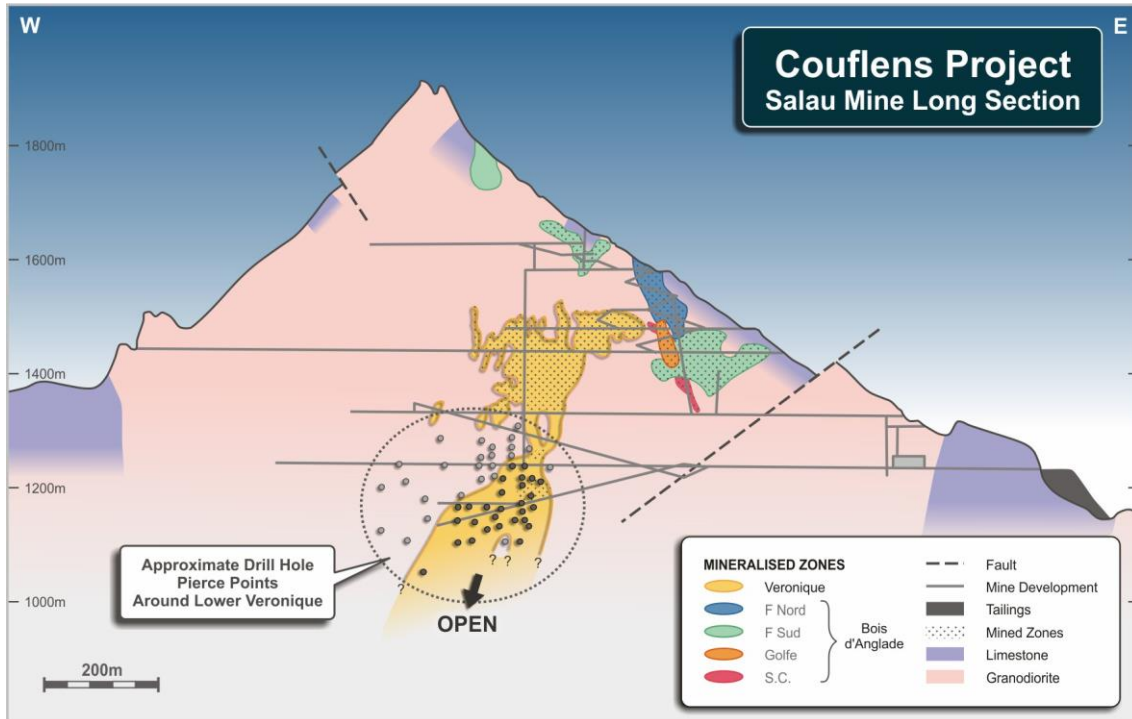 W
E
Couflens Project
Salau Mine Long Section
1800m
1600m
1400m
1200m
1000m
Approximate Drill Hole
Pierce Points
Around Lower Veronique
?
? ?
?
OPEN
200m
MINERALISED ZONES
Veronique
F Nord
F Sud
Golfe
S.C.
Bois
d'Anglade
Fault
Mine Development
Tailings
Mined Zones
Limestone
Granodiorite